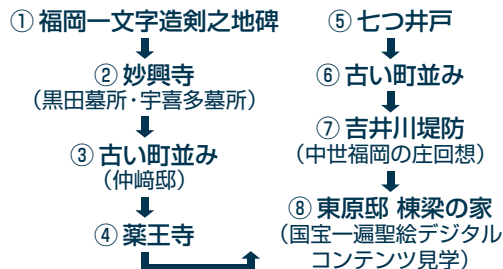 ① 福岡一文字造剣之地碑
② 妙興寺
（黒田墓所・宇喜多墓所）
③ 古い町並み
（仲﨑邸）
④ 薬王寺
⑤ 七つ井戸
⑥ 古い町並み
⑦ 吉井川堤防
（中世福岡の庄回想）
⑧ 東原邸 棟梁の家
（国宝一遍聖絵デジタル
コンテンツ見学）